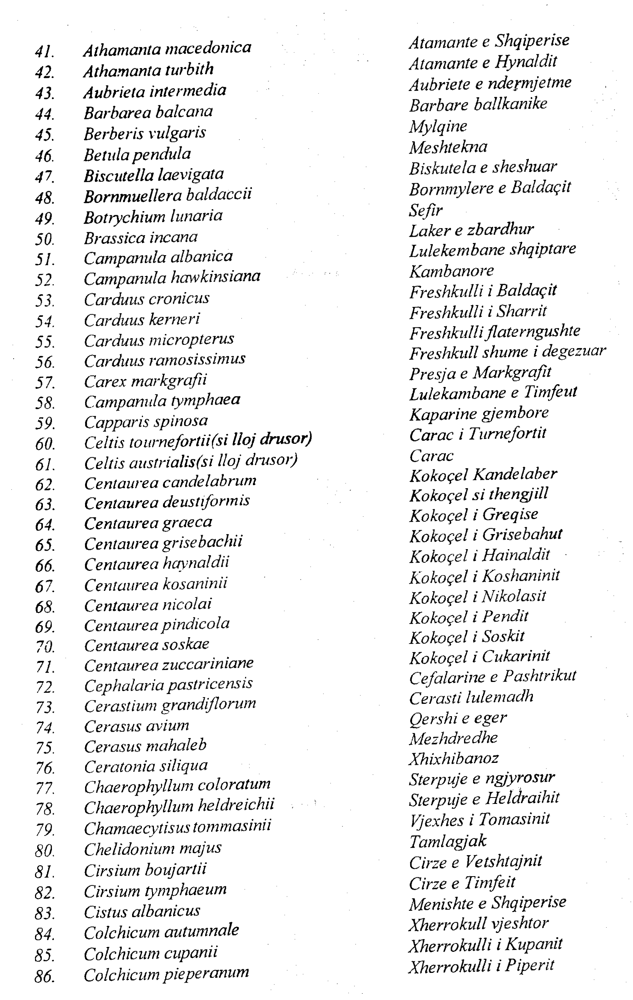 41. Athamanta macedonica Atamante e Shqiperise
42. Athamanta turbith Atamante e Hynaldit
43. Aubrieta intermedia Aubriete e ndermjetme
44. Barbarea balcana Barbare ballkanike
45. Berberis vulgaris Mylqine
46. Betula pendula Meshtekna
47. Biscutella laevigata Biskutela e sheshuar
48. Bornmuellera baldaccii Bornmylere e Baldaçit
49. Botrychium lunaria Sefir
50. Brassica incana Laker e zbardhur
51. Campanula albanica Lulekembane shqiptare
52. Campanula hawkinsiana Kambanore
53. Carduus cronicus Freshkulli i Baldaçit
54. Carduus kerneri Freshkulli i Sharrit
55. Carduus micropterus Freshkulli flaterngushte
56. Carduus ramosissimus Freshkull shume i degezuar
57. Carex markgrafii Presja e Markgrafit
58. Campanula tymphaea Lulekambane e Timfeut
59. Capparis spinosa Kaparine gjembore
60. Celtis tournefortii(si lloj drusor) Carac i Turnefortit
61. Celtis austrialis(si lloj drusor) Carac
62. Centaurea candelabrum Kokoçel Kandelaber
63. Centaurea deustiformis Kokoçel si thengjill
64. Centaurea graeca Kokoçel i Greqise
65. Centaurea grisebachii Kokoçel i Grisebahut
66. Centaurea haynaldii Kokoçel i Hainaldit
67. Centaurea kosaninii Kokoçel i Koshaninit
68. Centaurea nicolai Kokoçel i Nikolasit
69. Centaurea pindicola Kokoçel i Pendit
70. Centaurea soskae Kokoçel i Soskit
71. Centaurea zuccariniane Kokoçel i Cukarinit
72. Cephalaria pastricensis Cefalarine e Pashtrikut
73. Cerastium grandiflorum Cerasti lulemadh
74. Cerasus avium Qershi e eger
75. Cerasus mahaleb Mezhdredhe
76. Ceratonia siliqua Xhixhibanoz
77. Chaerophyllum coloratum Sterpuje e ngjyrosur
78. Chaerophyllum heldreichii Sterpuje e Heldraihit
79. Chamaecytisus tommasinii Vjexhes i Tomasinit
80. Chelidonium majus Tamlagjak
81. Cirsium boujartii Cirze e Vetshtajnit
82. Cirsium tymphaeum Cirze e Timfeit
83. Cistus albanicus Menishte e Shqiperise
84. Colchicum autumnale Xherrokull vjeshtor
85. Colchicum cupanii Xherrokulli i Kupanit
86. Colchicum pieperanum Xherrokulli i Piperit